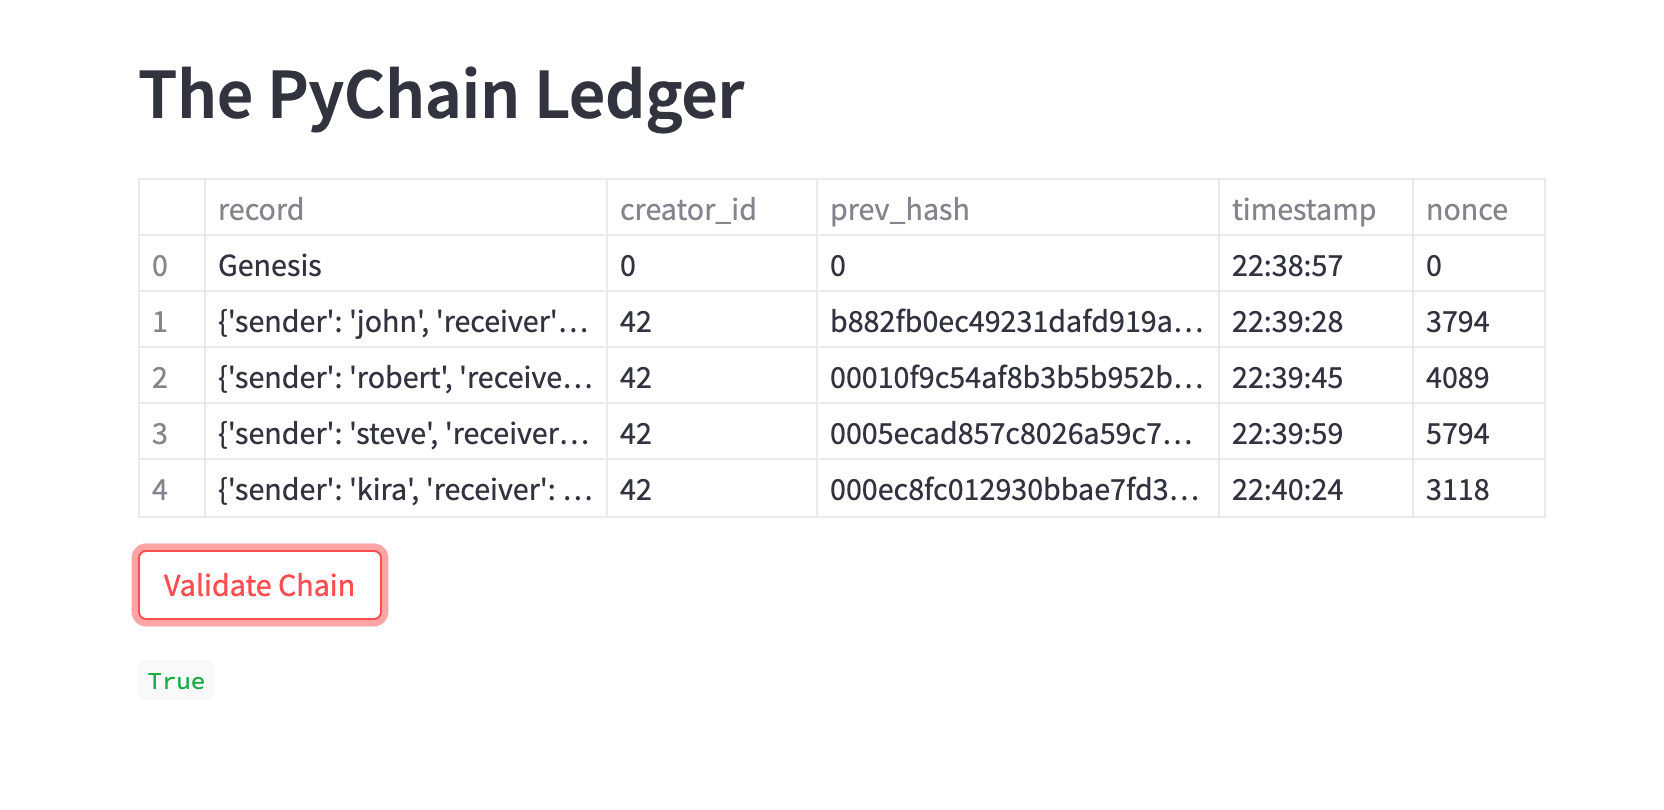 The PyChain Ledger
record creator_id prev_hash timestamp nonce
0 Genesis 0 0 22:38:57 0
1 {'sender': 'john', 'receiver'... 42 b882fb0ec49231dafd919a... 22:39:28 3794
2 {'sender': 'robert', 'receive... 42 00010f9c54af8b3b5b952b... 22:39:45 4089
3 {'sender': 'steve', 'receiver... 42 0005ecad857c8026a59c7... 22:39:59 5794
4 {'sender': 'kira', 'receiver': ... 42 000ec8fc012930bbae7fd3... 22:40:24 3118
Validate Chain
True